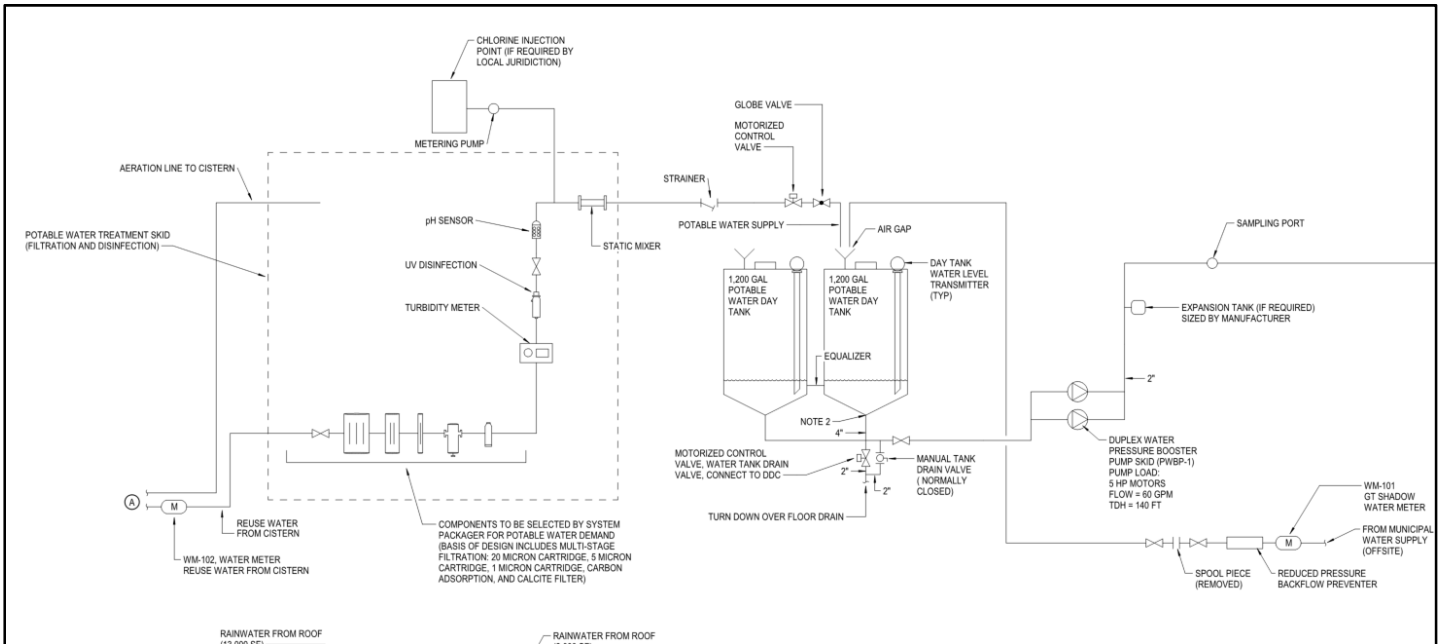 CHLORINE INJECTION
POINT (IF REQUIRED BY
LOCAL JURIDICTION)
METERING PUMP
AERATION LINE TO CISTERN
POTABLE WATER TREATMENT SKID
(FILTRATION AND DISINFECTION)
pH SENSOR
UV DISINFECTION
TURBIDITY METER
STATIC MIXER
STRAINER
GLOBE VALVE
MOTORIZED
CONTROL
VALVE
POTABLE WATER SUPPLY
AIR GAP
1,200 GAL
POTABLE
WATER DAY
TANK
1,200 GAL
POTABLE
WATER DAY
TANK
DAY TANK
WATER LEVEL
TRANSMITTER
(TYP)
EQUALIZER
NOTE 2
4"
MOTORIZED CONTROL
VALVE, WATER TANK DRAIN
VALVE, CONNECT TO DDC
2"
2"
MANUAL TANK
DRAIN VALVE
( NORMALLY
CLOSED)
TURN DOWN OVER FLOOR DRAIN
SAMPLING PORT
EXPANSION TANK (IF REQUIRED)
SIZED BY MANUFACTURER
2"
DUPLEX WATER
PRESSURE BOOSTER
PUMP SKID (PWBP-1)
PUMP LOAD:
5 HP MOTORS
FLOW = 60 GPM
TDH = 140 FT
WM-101
GT SHADOW
WATER METER
FROM MUNICIPAL
WATER SUPPLY
(OFFSITE)
M
SPOOL PIECE
(REMOVED)
REDUCED PRESSURE
BACKFLOW PREVENTER
A
M
REUSE WATER
FROM CISTERN
WM-102, WATER METER
REUSE WATER FROM CISTERN
COMPONENTS TO BE SELECTED BY SYSTEM
PACKAGER FOR POTABLE WATER DEMAND
(BASIS OF DESIGN INCLUDES MULTI-STAGE
FILTRATION: 20 MICRON CARTRIDGE, 5 MICRON
CARTRIDGE, 1 MICRON CARTRIDGE, CARBON
ADSORPTION, AND CALCITE FILTER)
RAINWATER FROM ROOF
RAINWATER FROM ROOF